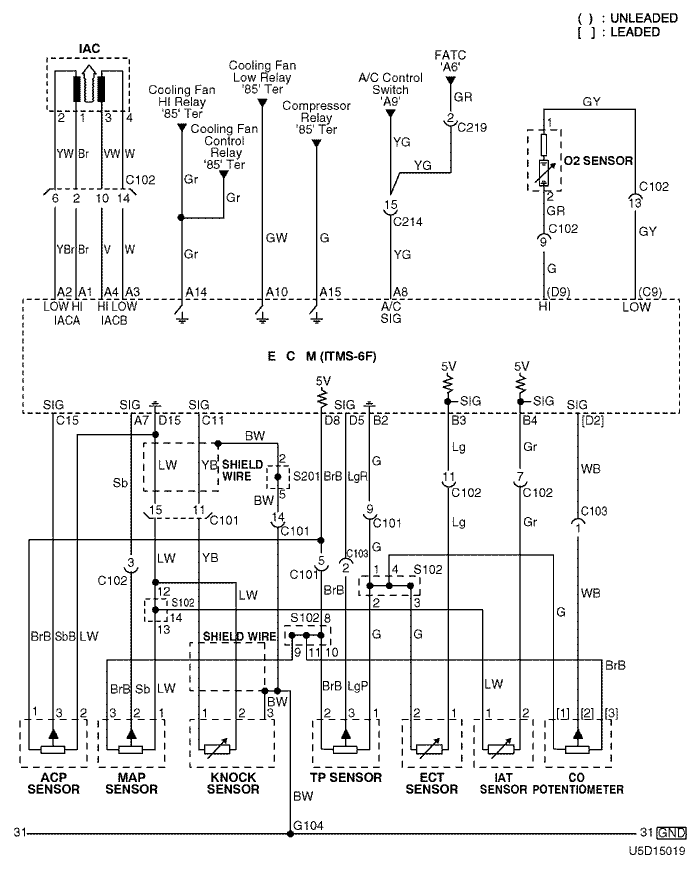 ( ) : UNLEADED
[ ] : LEADED
IAC
FATC
'A6'
Cooling Fan
Low Relay
'85' Ter
A/C Control
Switch
'A9'
Cooling Fan
HI Relay
'85' Ter
Compressor
Relay
'85' Ter
Cooling Fan
Control
Relay
'85' Ter
GR
GY
2 C219
2 1 3 4
1
O2 SENSOR
YW Br VW W
YG
YG
Gr
Gr
2
C102
6 2 10 14
15
C214
GR
C102
13
C102
9
YBr Br V W
Gr
GW
G
YG
G
GY
A2 A1 A4 A3 A14 A10 A15 A8 (D9) (C9)
LOW HI HI LOW
IACA IACB
A/C
SIG
HI
LOW
E C M (ITMS-6F)
5V
5V
5V
SIG
SIG
SIG SIG SIG SIG SIG
C15 A7 D15 C11 D8 D5 B2 B3 B4 [D2]
BW
LW YB
SHIELD
WIRE
2
S201
5
BrB LgR G Lg Gr WB
Sb
11
C102
7
C102
BW
15 11
C101
14
C101
9
C101
C103
1
Lg Gr
LW YB
3
C102
5
C101
C103
2
G
12
S102
14
13
LW
BrB
1 4 S102
2 3
G
WB
S102 8
9 11 10
SHIELD WIRE
BrB SbB LW
G G
BrB
BrB Sb LW
BW
BrB LgP
LW
1 3 2
3 2 1
1 2 3
2 3 1
2 1
1 2
[1] [2] [3]
ACP
SENSOR
MAP
SENSOR
KNOCK
SENSOR
TP SENSOR
ECT
SENSOR
IAT
SENSOR
CO
POTENTIOMETER
BW
G104
31
31 GND
U5D15019